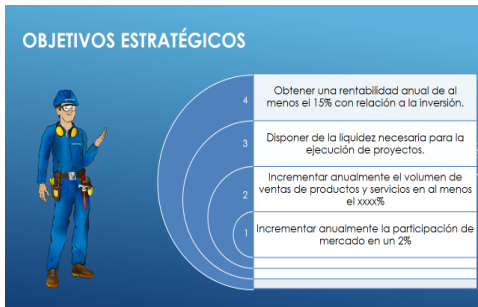 OBJETIVOS ESTRATÉGICOS
4
Obtener una rentabilidad anual de al
menos el 15% con relación a la inversión.
3
Disponer de la liquidez necesaria para la
ejecución de proyectos.
2
Incrementar anualmente el volumen de
ventas de productos y servicios en al menos
el xxxx%
1
Incrementar anualmente la participación de
mercado en un 2%